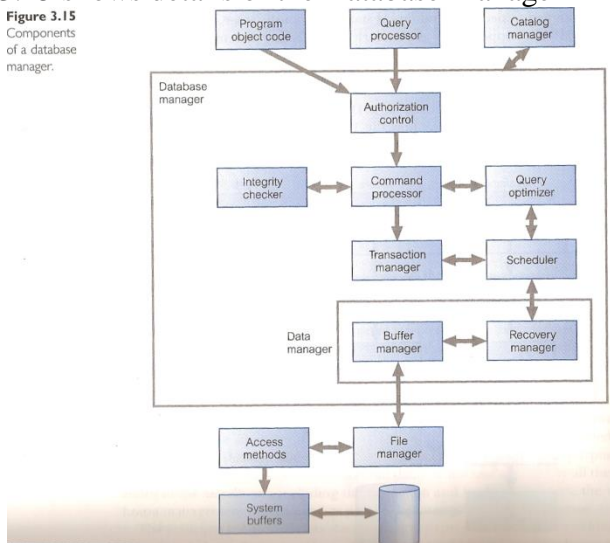 Figure 3.15
Components
of a database
manager.
Program
object code
Query
processor
Catalog
manager
Database
manager
Authorization
control
Integrity
checker
Command
processor
Query
optimizer
Transaction
manager
Scheduler
Data
manager
Buffer
manager
Recovery
manager
Access
methods
File
manager
System
buffers